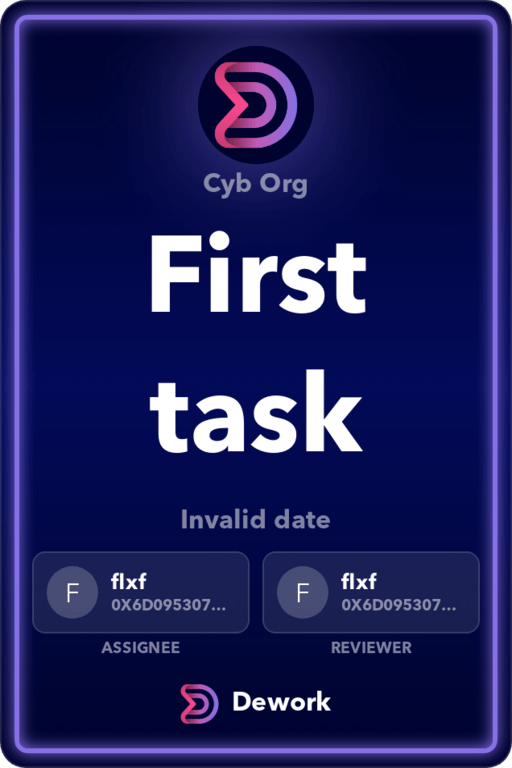 Cyb Org
First
task
Invalid date
F flxf
0X6D095307...
F flxf
0X6D095307...
ASSIGNEE
REVIEWER
Dework